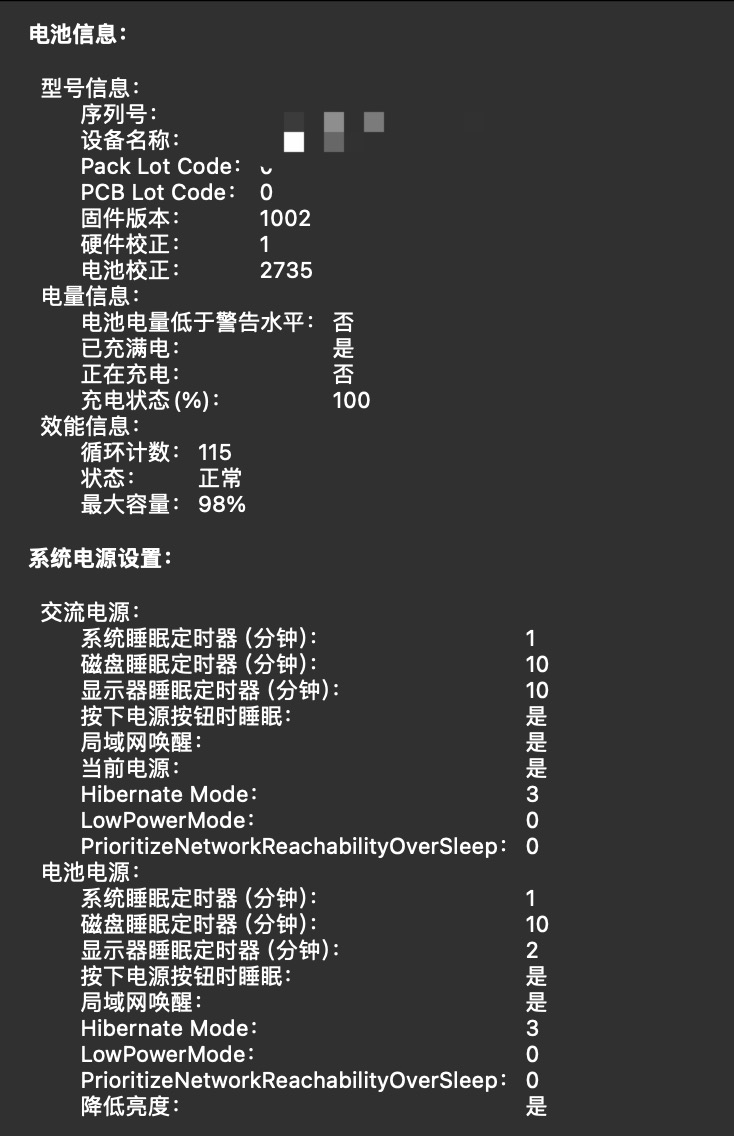 电池信息：
型号信息：
序列号：
设备名称：
Pack Lot Code：
PCB Lot Code： 0
固件版本： 1002
硬件校正： 1
电池校正： 2735
电量信息：
电池电量低于警告水平： 否
已充满电： 是
正在充电： 否
充电状态（%）： 100
效能信息：
循环计数： 115
状态： 正常
最大容量： 98%
系统电源设置：
交流电源：
系统睡眠定时器（分钟）： 1
磁盘睡眠定时器（分钟）： 10
显示器睡眠定时器（分钟）： 10
按下电源按钮时睡眠： 是
局域网唤醒： 是
当前电源： 是
Hibernate Mode： 3
LowPowerMode： 0
PrioritizeNetworkReachabilityOverSleep： 0
电池电源：
系统睡眠定时器（分钟）： 1
磁盘睡眠定时器（分钟）： 10
显示器睡眠定时器（分钟）： 2
按下电源按钮时睡眠： 是
局域网唤醒： 是
Hibernate Mode： 3
LowPowerMode： 0
PrioritizeNetworkReachabilityOverSleep： 0
降低亮度： 是